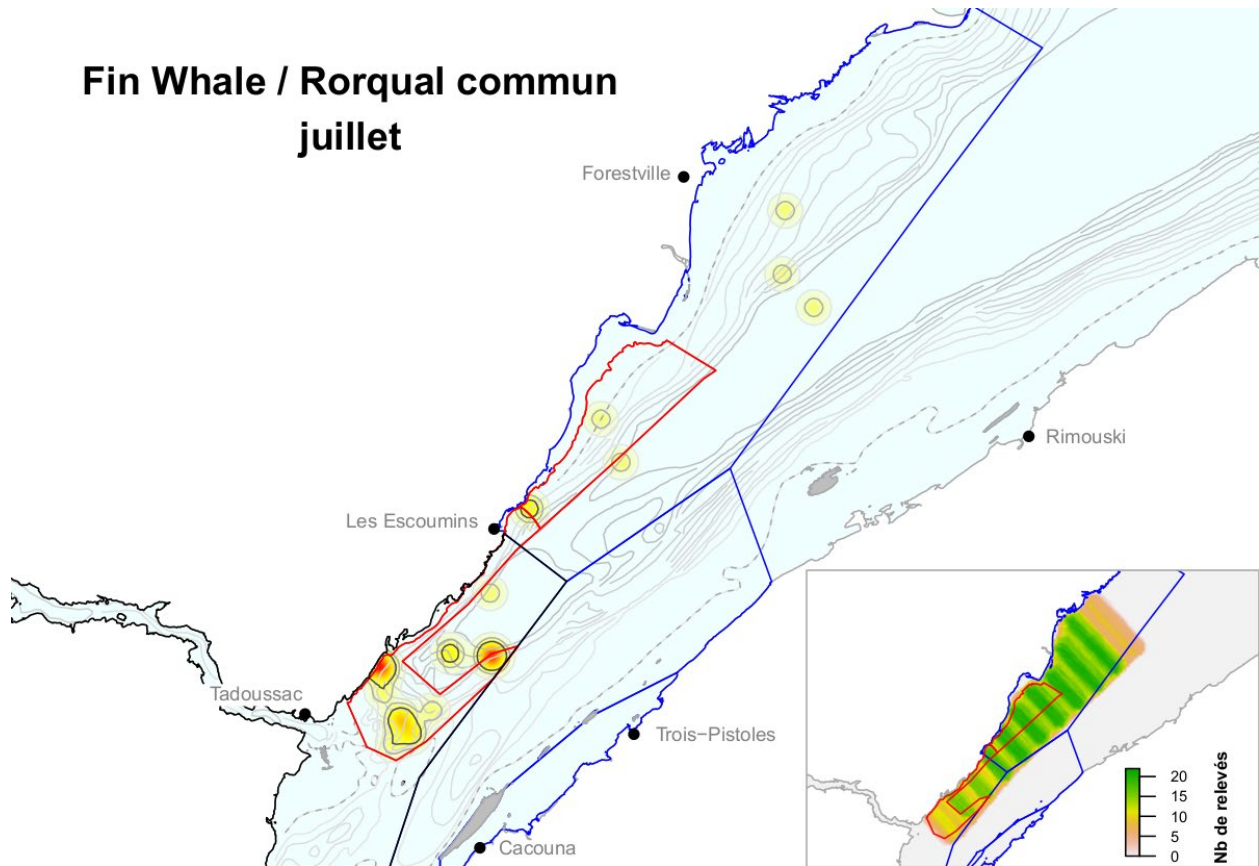 Fin Whale / Rorqual commun
juillet
Forestville
Rimouski
Les Escoumins
Tadoussac
Trois−Pistoles
Cacouna
20
15
10
5
0
Nb de relevés